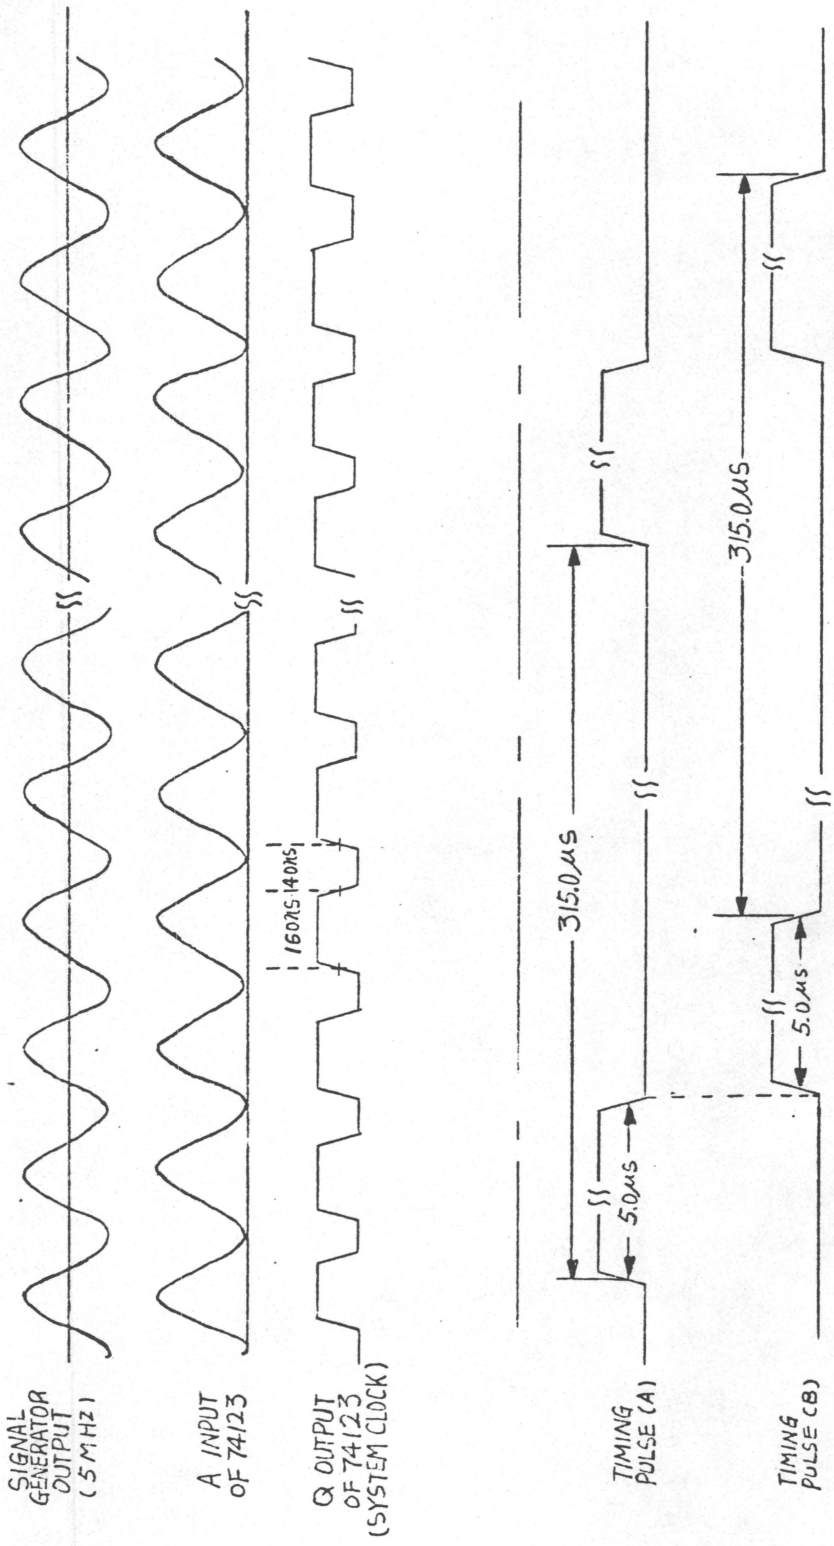 SIGNAL
GENERATOR
OUTPUT
(5 MHZ)
A INPUT
OF 74123
Q OUTPUT
OF 74123
(SYSTEM CLOCK)
160ns
140ns
TIMING
PULSE (A)
5.0μs
315.0μs
TIMING
PULSE (B)
5.0μs
315.0μs